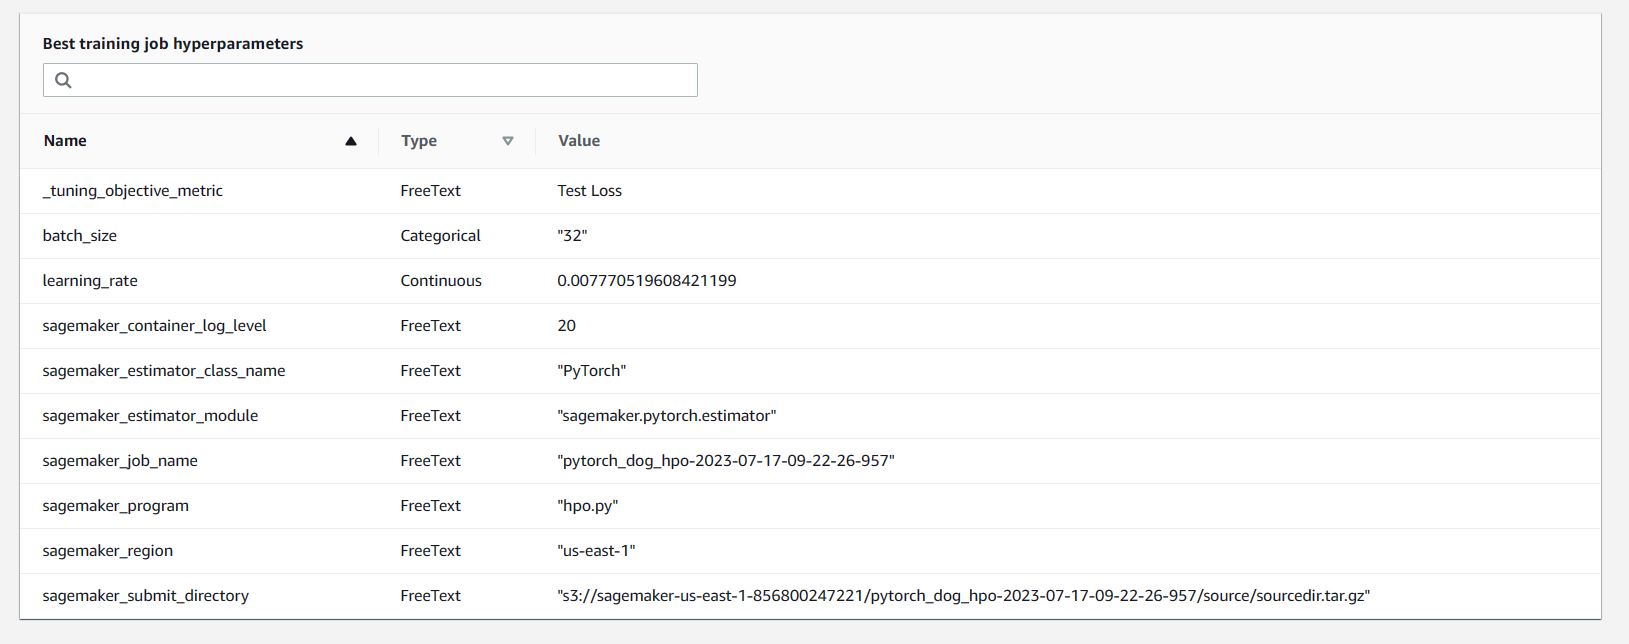 Best training job hyperparameters
Name Type Value
_tuning_objective_metric FreeText Test Loss
batch_size Categorical "32"
learning_rate Continuous 0.007770519608421199
sagemaker_container_log_level FreeText 20
sagemaker_estimator_class_name FreeText "PyTorch"
sagemaker_estimator_module FreeText "sagemaker.pytorch.estimator"
sagemaker_job_name FreeText "pytorch_dog_hpo-2023-07-17-09-22-26-957"
sagemaker_program FreeText "hpo.py"
sagemaker_region FreeText "us-east-1"
sagemaker_submit_directory FreeText "s3://sagemaker-us-east-1-856800247221/pytorch_dog_hpo-2023-07-17-09-22-26-957/source/sourcedir.tar.gz"